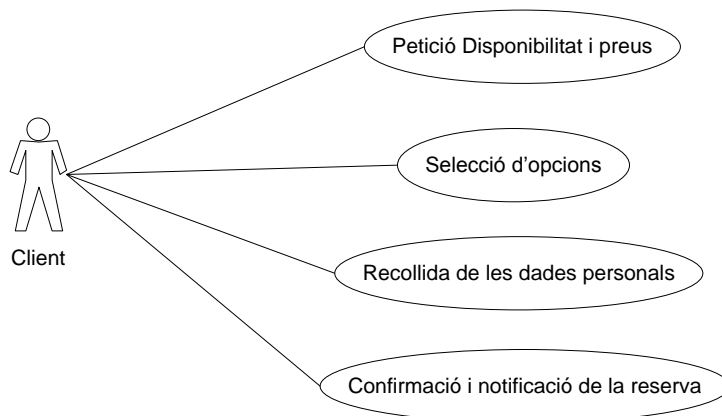 Petició Disponibilitat i preus
Selecció d'opcions
Client
Recollida de les dades personals
Confirmació i notificació de la reserva